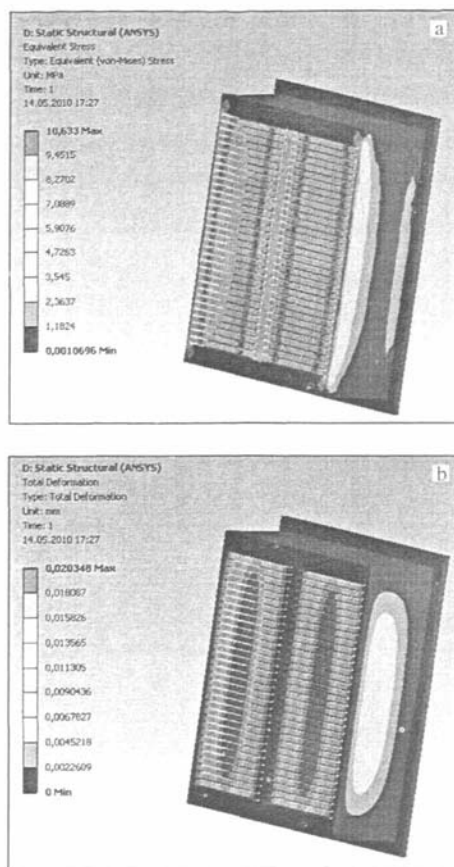 a
D: Static Structural (ANSYS)
Equivalent Stress
Type: Equivalent (von-Mises) Stress
Unit: MPa
Time: 1
14.05.2010 17:27
10,633 Max
9,4515
8,2702
7,0889
5,9076
4,7263
3,545
2,3637
1,1824
0,0010696 Min
b
D: Static Structural (ANSYS)
Total Deformation
Type: Total Deformation
Unit: mm
Time: 1
14.05.2010 17:27
0,020348 Max
0,018087
0,015826
0,013565
0,011305
0,0090436
0,0067827
0,0045218
0,0022609
0 Min